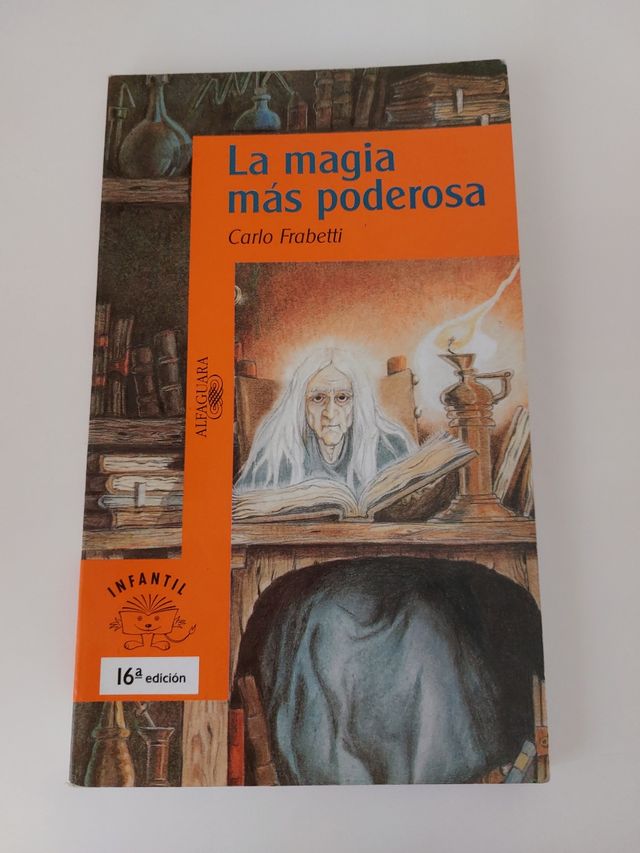 La magia
más poderosa
Carlo Frabetti
ALFAGUARA
INFANTIL
16ª edición